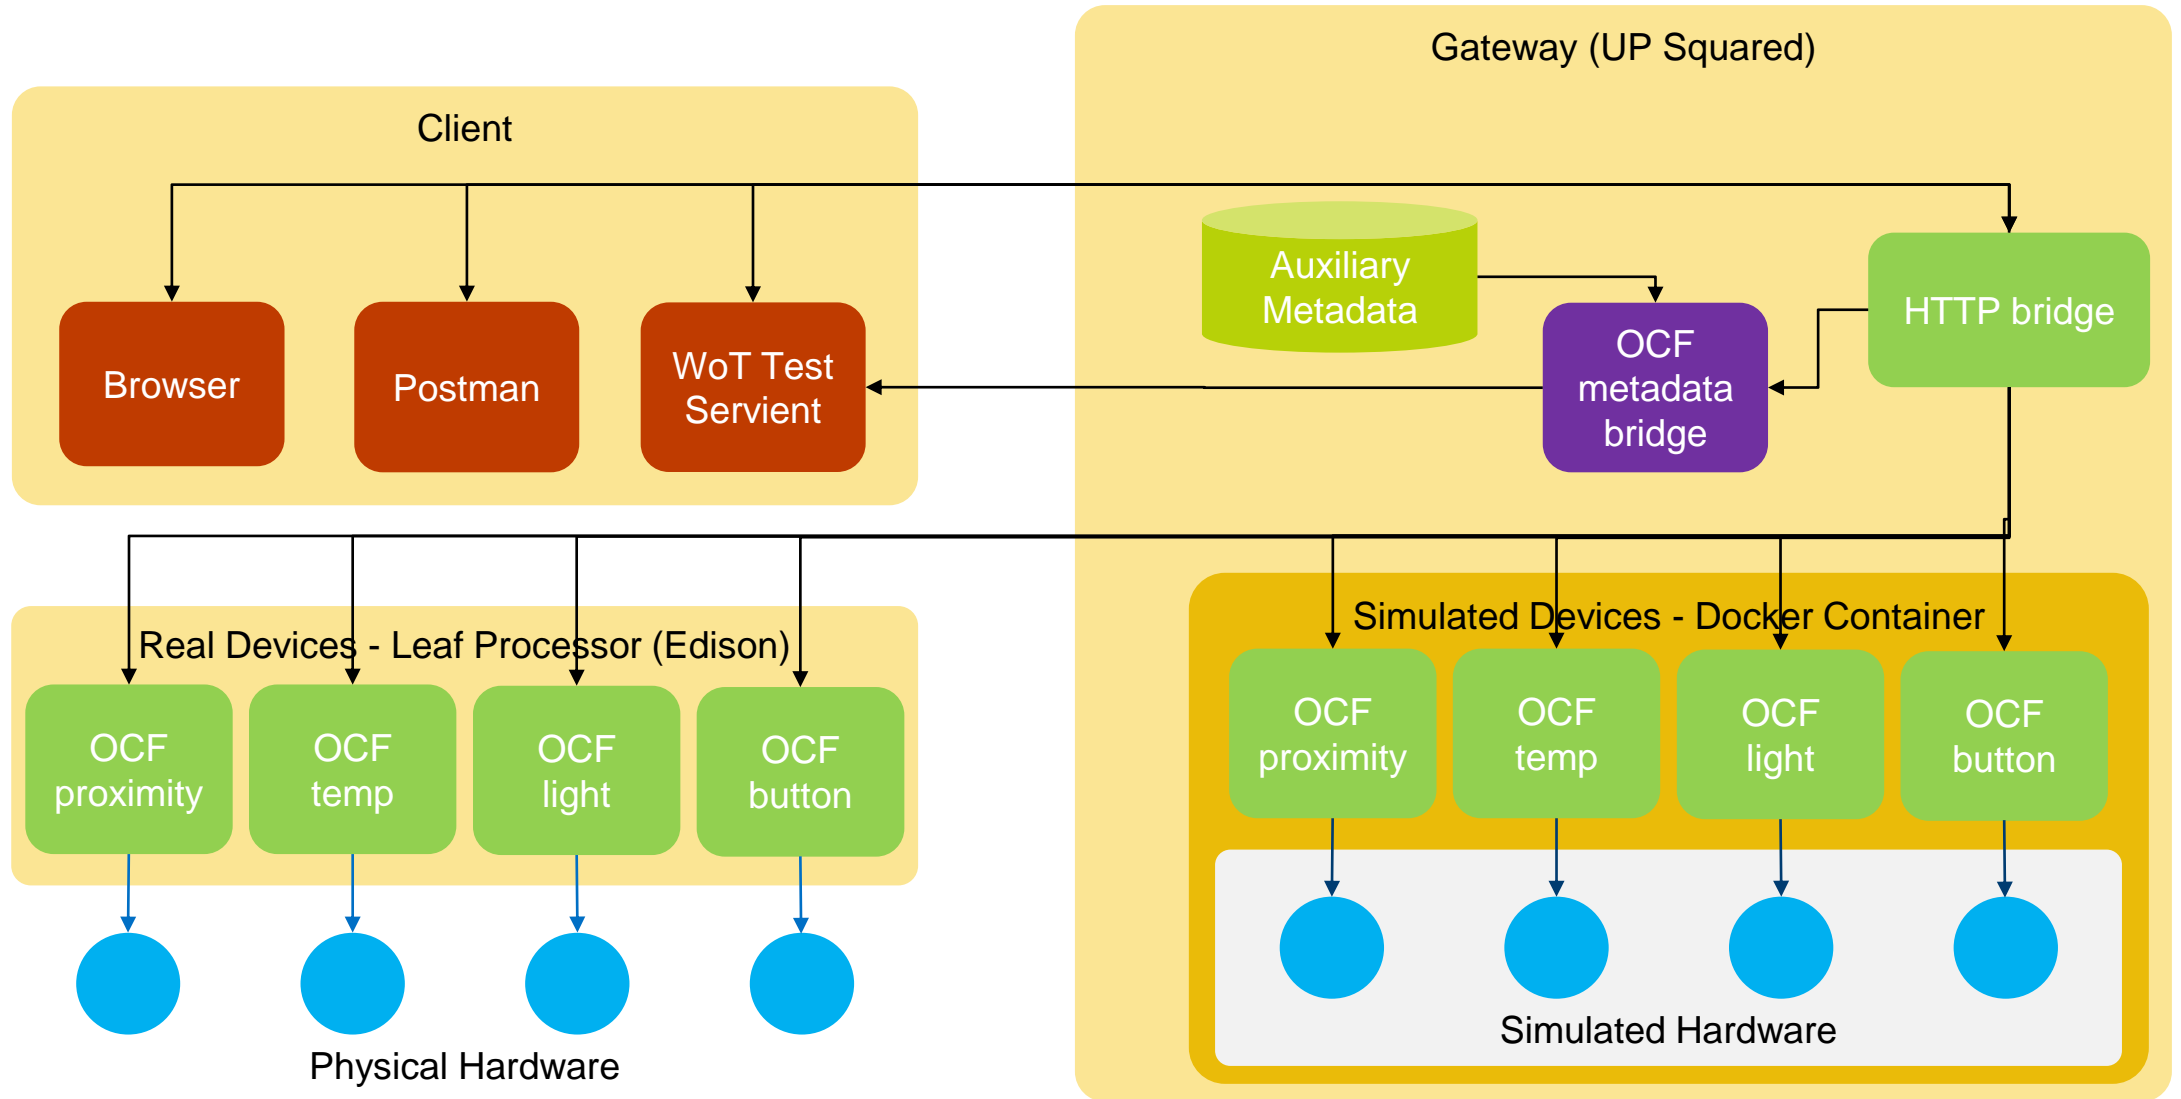 Gateway (UP Squared)
Client
Auxiliary
Metadata
HTTP bridge
OCF
metadata
bridge
Browser
Postman
WoT Test
Servient
Real Devices - Leaf Processor (Edison)
OCF
proximity
OCF
temp
OCF
light
OCF
button
Physical Hardware
Simulated Devices - Docker Container
OCF
proximity
OCF
temp
OCF
light
OCF
button
Simulated Hardware